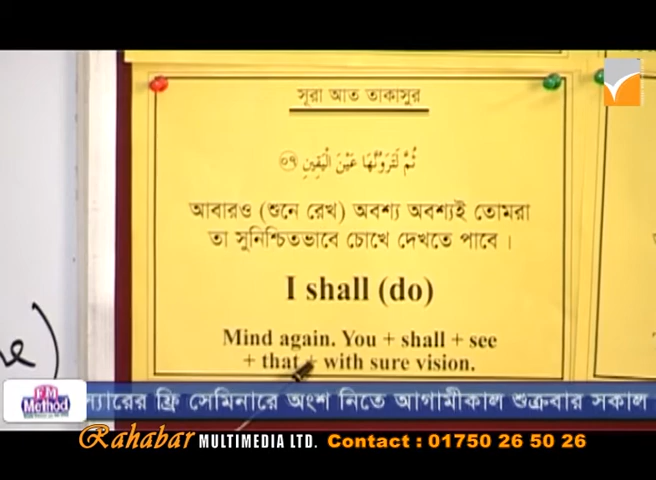 সূরা আত তাকাসুর
ثُمَّ لَتَرَوُنَّهَا عَيْنَ الْيَقِينِ
আবারও (শুনে রেখ) অবশ্য অবশ্যই তোমরা
তা সুনিশ্চিতভাবে চোখে দেখতে পাবে ।
I shall (do)
Mind again. You + shall + see
+ that + with sure vision.
FM
Method
স্যারের ফ্রি সেমিনারে অংশ নিতে আগামীকাল শুক্রবার সকাল
Rahabar MULTIMEDIA LTD. Contact : 01750 26 50 26